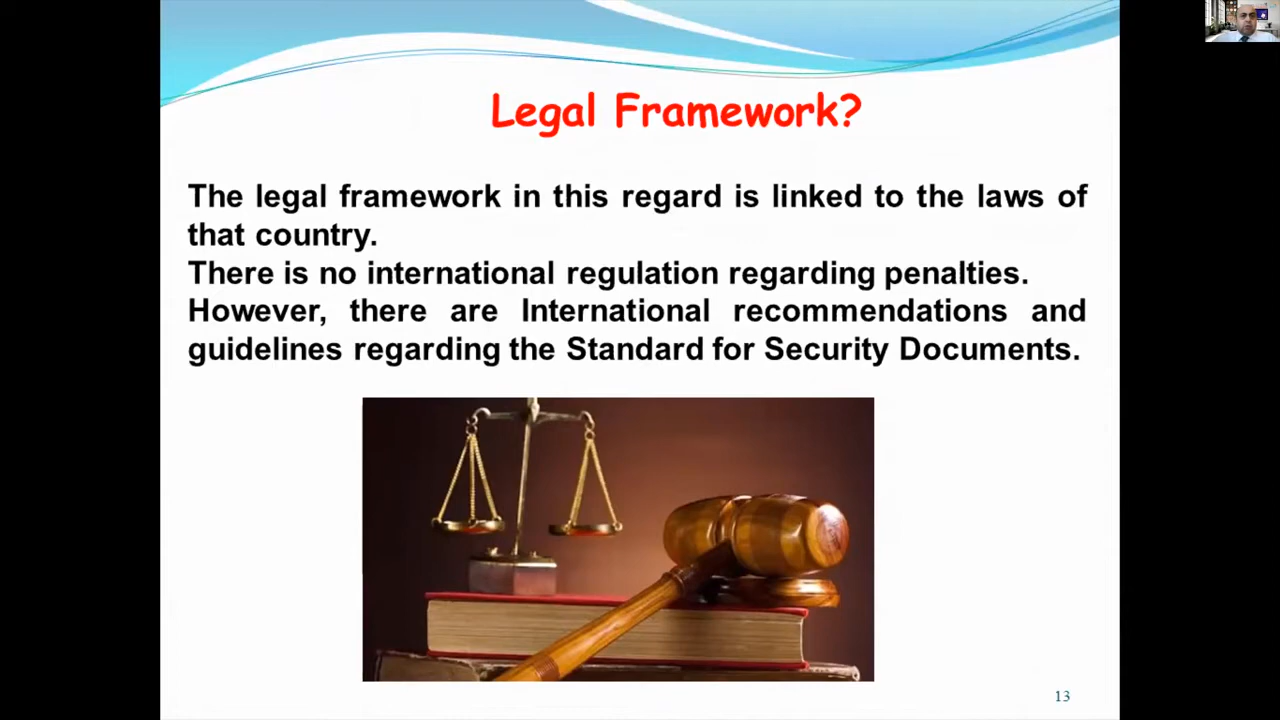 Legal Framework?
The legal framework in this regard is linked to the laws of
that country.
There is no international regulation regarding penalties.
However, there are International recommendations and
guidelines regarding the Standard for Security Documents.
13